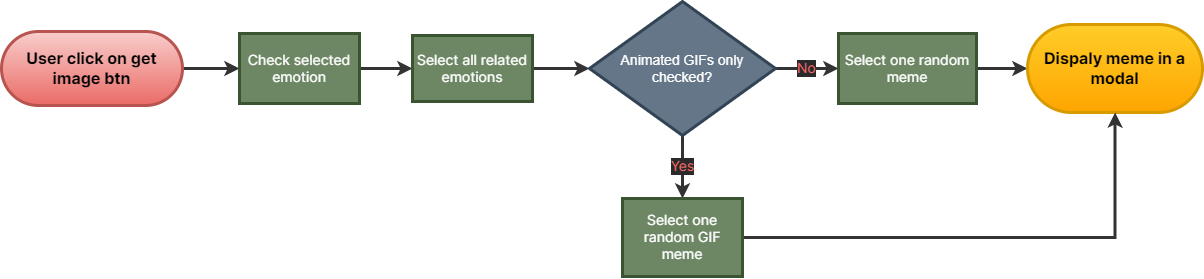 User click on get
image btn
Check selected
emotion
Select all related
emotions
Animated GIFs only
checked?
No
Select one random
meme
Dispaly meme in a
modal
Yes
Select one
random GIF
meme